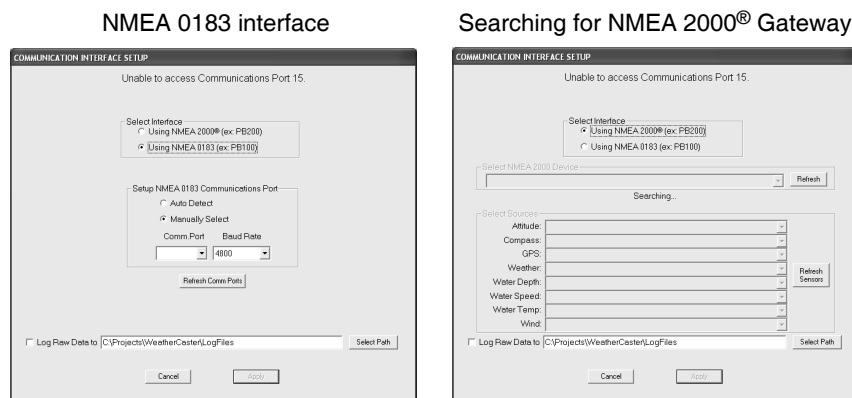 NMEA 0183 interface
COMMUNICATION INTERFACE SETUP
Unable to access Communications Port 15.
Select Interface
Using NMEA 2000® (ex: PB200)
Using NMEA 0183 (ex: PB100)
Setup NMEA 0183 Communications Port
Auto Detect
Manually Select
Comm.Port Baud Rate
4800
Refresh Comm Ports
Log Raw Data to C:\Projects\WeatherCaster\LogFiles Select Path
Cancel Apply
Searching for NMEA 2000® Gateway
COMMUNICATION INTERFACE SETUP
Unable to access Communications Port 15.
Select Interface
Using NMEA 2000® (ex: PB200)
Using NMEA 0183 (ex: PB100)
Select NMEA 2000 Device
Refresh
Searching...
Select Sources
Attitude:
Compass:
GPS:
Weather:
Water Depth:
Water Speed:
Water Temp:
Wind:
Refresh
Sensors
Log Raw Data to C:\Projects\WeatherCaster\LogFiles Select Path
Cancel Apply